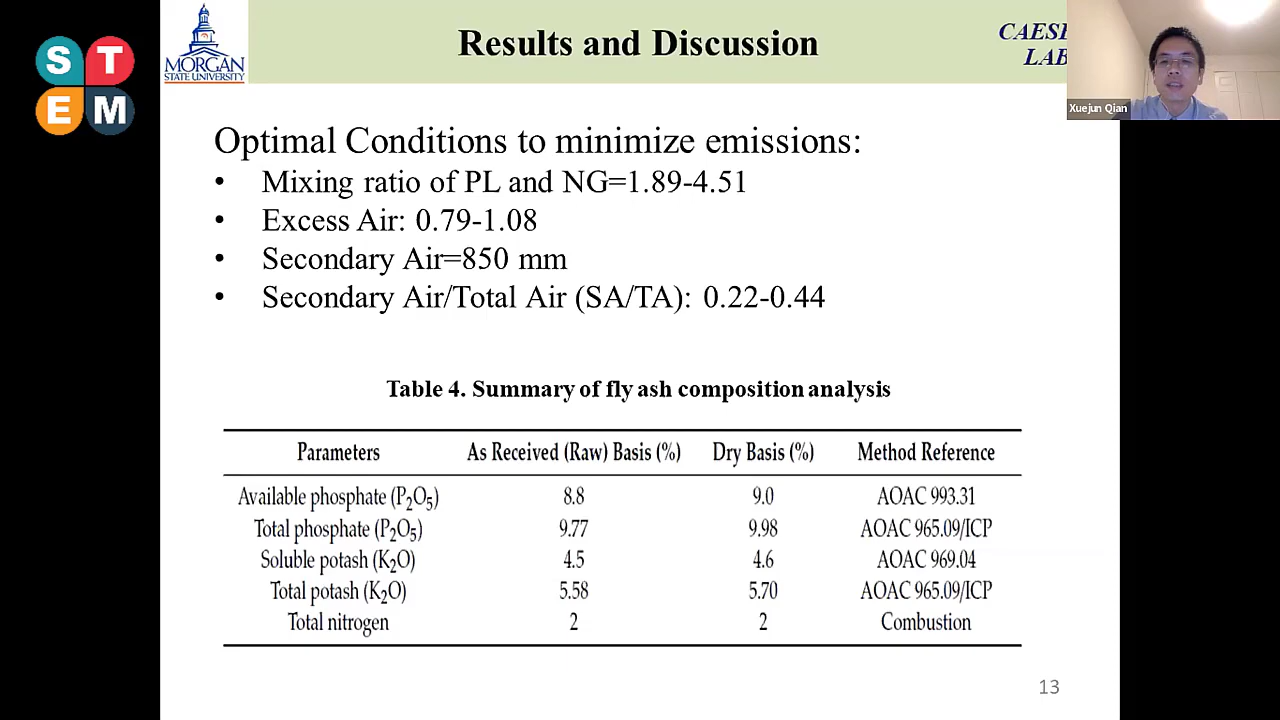 S T
E M
MORGAN
STATE UNIVERSITY
Results and Discussion
LAB
Xuejun Qian
Optimal Conditions to minimize emissions:
• Mixing ratio of PL and NG=1.89-4.51
• Excess Air: 0.79-1.08
• Secondary Air=850 mm
• Secondary Air/Total Air (SA/TA): 0.22-0.44
Table 4. Summary of fly ash composition analysis
Parameters As Received (Raw) Basis (%) Dry Basis (%) Method Reference
Available phosphate (P₂O₅) 8.8 9.0 AOAC 993.31
Total phosphate (P₂O₅) 9.77 9.98 AOAC 965.09/ICP
Soluble potash (K₂O) 4.5 4.6 AOAC 969.04
Total potash (K₂O) 5.58 5.70 AOAC 965.09/ICP
Total nitrogen 2 2 Combustion
13